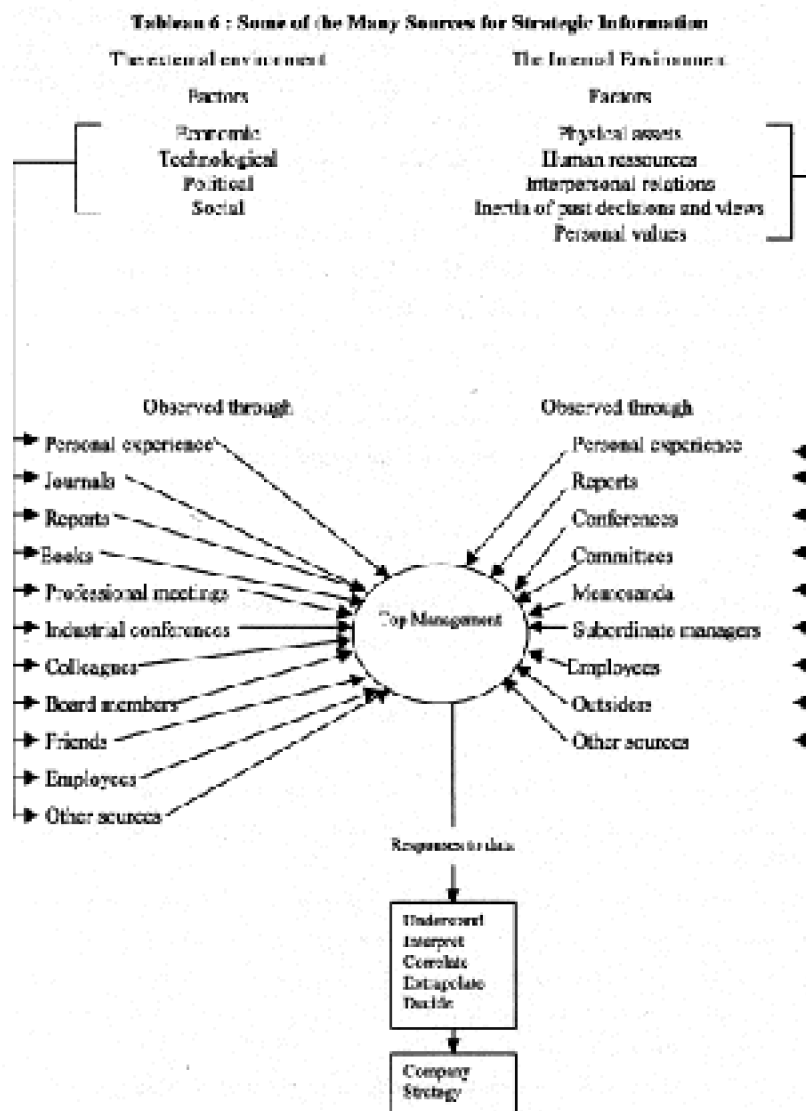 Tableau 6 : Some of the Many Sources for Strategic Information
The external environment
Factors
Economic
Technological
Political
Social
The Internal Environment
Factors
Physical assets
Human ressources
Interpersonal relations
Inertia of past decisions and views
Personal values
Observed through
Personal experience
Journals
Reports
Books
Professional meetings
Industrial conferences
Colleagues
Board members
Friends
Employees
Other sources
Observed through
Personal experience
Reports
Conferences
Committees
Memoranda
Subordinate managers
Employees
Outsiders
Other sources
Top Management
Responses to data
Understand
Interpret
Correlate
Extrapolate
Decide
Company
Strategy